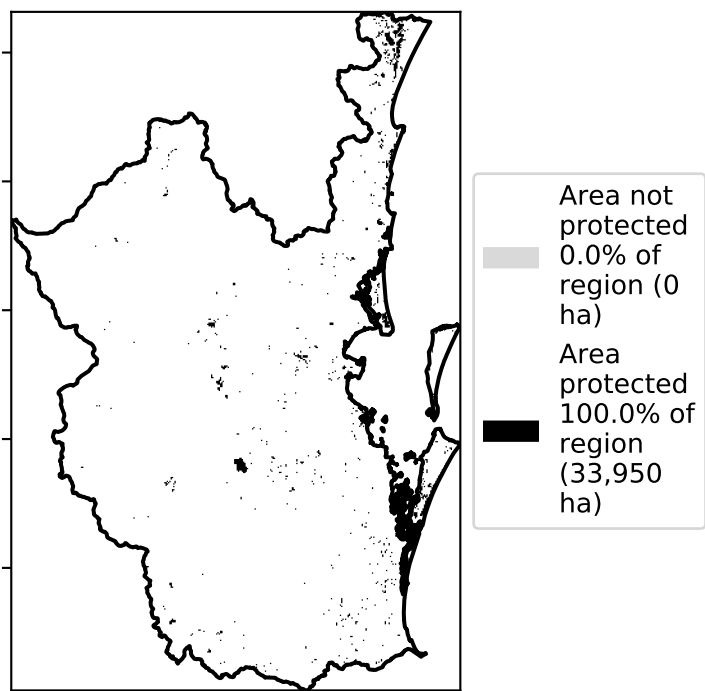 Area not
protected
0.0% of
region (0
ha)
Area
protected
100.0% of
region
(33,950
ha)